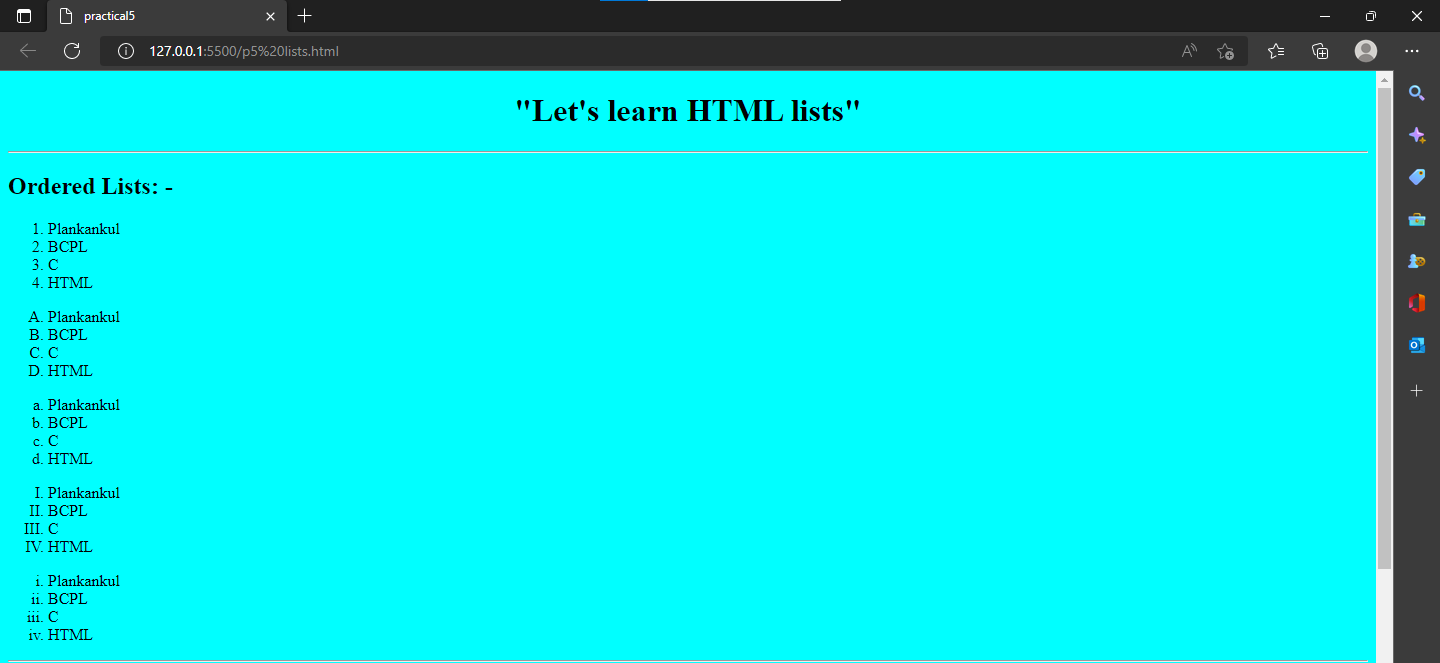 practical5
127.0.0.1:5500/p5%20lists.html
"Let's learn HTML lists"
Ordered Lists: -
1. Plankankul
2. BCPL
3. C
4. HTML
A. Plankankul
B. BCPL
C. C
D. HTML
a. Plankankul
b. BCPL
c. C
d. HTML
I. Plankankul
II. BCPL
III. C
IV. HTML
i. Plankankul
ii. BCPL
iii. C
iv. HTML